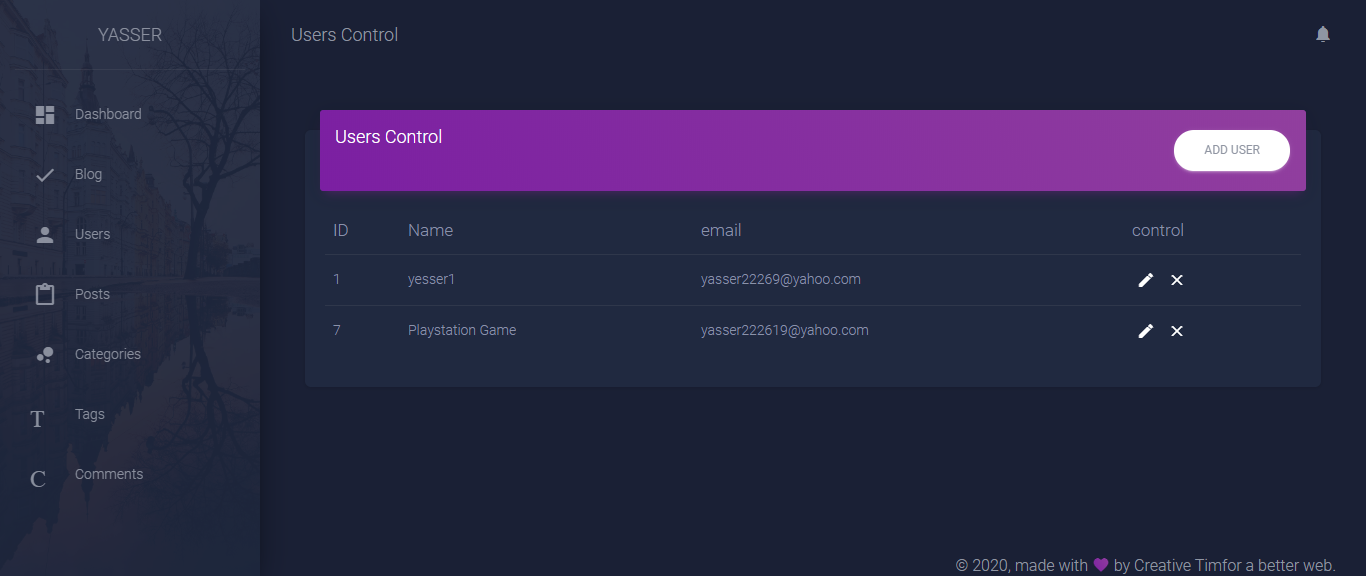 YASSER
Users Control
Dashboard
Blog
Users
Posts
Categories
T Tags
C Comments
Users Control
ADD USER
ID Name email control
1 yesser1 yasser22269@yahoo.com
7 Playstation Game yasser222619@yahoo.com
© 2020, made with by Creative Timfor a better web.